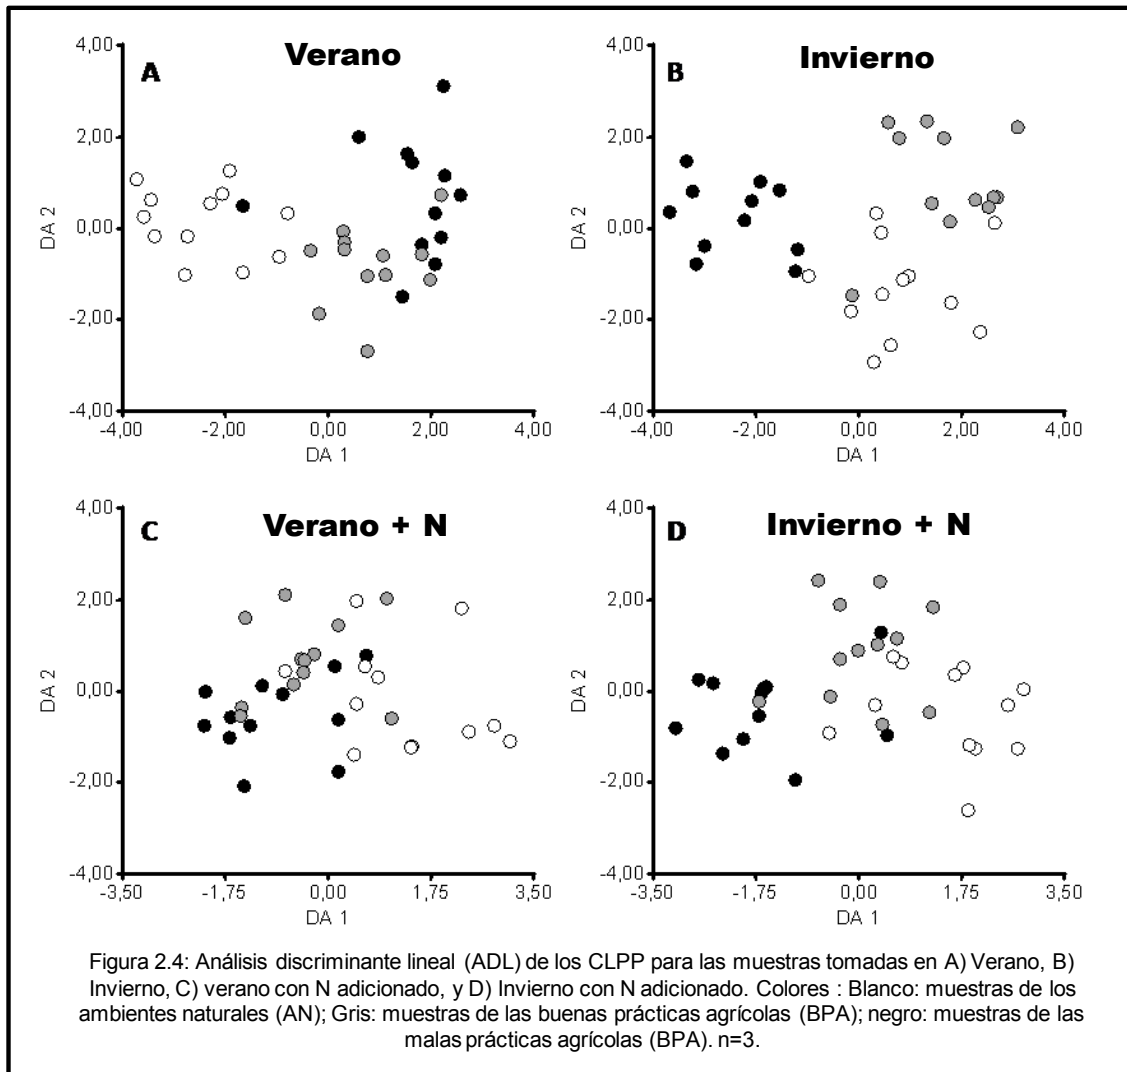 4,00
A
Verano
2,00
DA 2
0,00
-2,00
-4,00
-4,00 -2,00 0,00 2,00 4,00
DA 1
4,00
B
Invierno
2,00
DA 2
0,00
-2,00
-4,00
-4,00 -2,00 0,00 2,00 4,00
DA 1
4,00
C
Verano + N
2,00
DA 2
0,00
-2,00
-4,00
-3,50 -1,75 0,00 1,75 3,50
DA 1
4,00
D
Invierno + N
2,00
DA 2
0,00
-2,00
-4,00
-3,50 -1,75 0,00 1,75 3,50
DA 1
Figura 2.4: Análisis discriminante lineal (ADL) de los CLPP para las muestras tomadas en A) Verano, B)
Invierno, C) verano con N adicionado, y D) Invierno con N adicionado. Colores : Blanco: muestras de los
ambientes naturales (AN); Gris: muestras de las buenas prácticas agrícolas (BPA); negro: muestras de las
malas prácticas agrícolas (BPA). n=3.